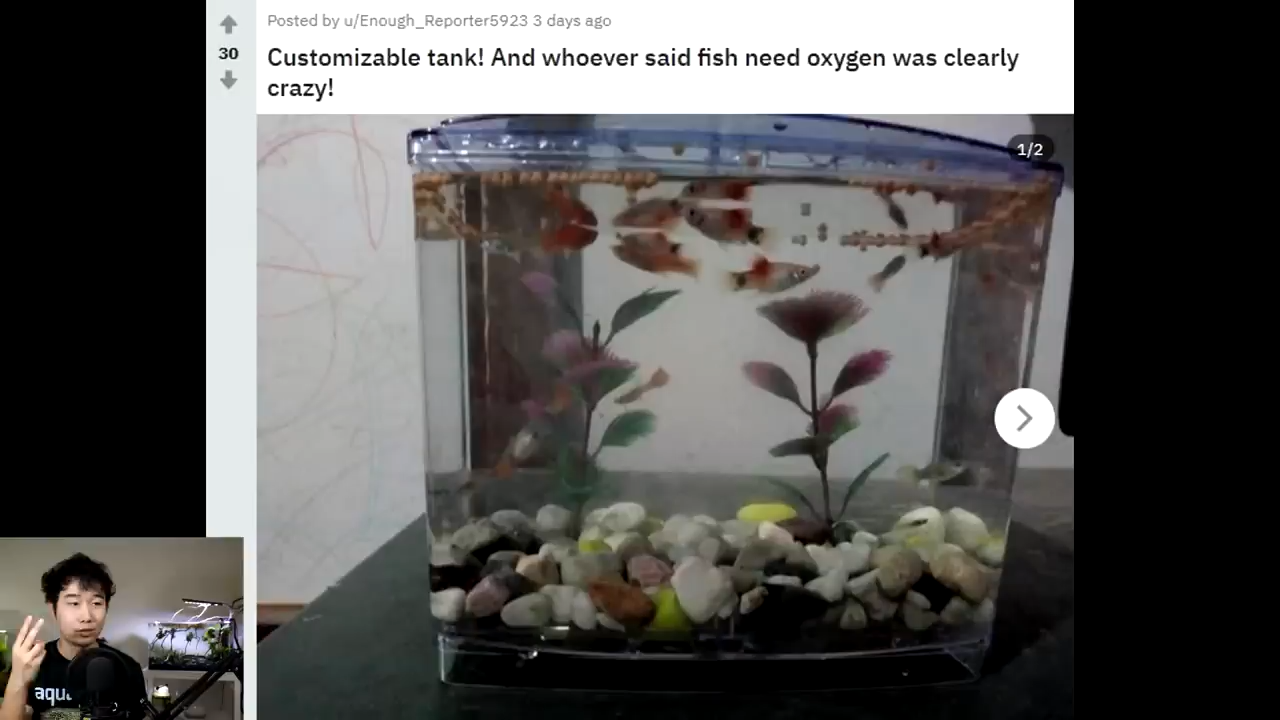 Posted by u/Enough_Reporter5923 3 days ago
30
Customizable tank! And whoever said fish need oxygen was clearly
crazy!
1/2
aqua